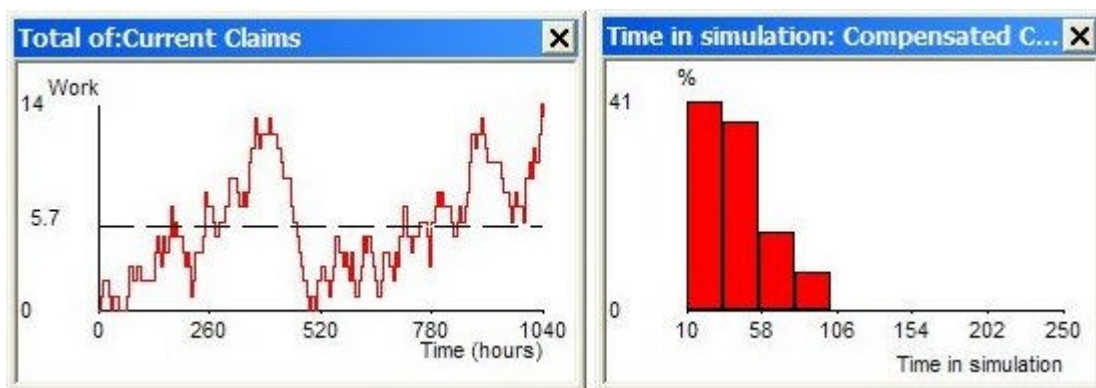 Total of:Current Claims
Work
14
5.7
0
0 260 520 780 1040
Time (hours)
Time in simulation: Compensated C...
%
41
0
10 58 106 154 202 250
Time in simulation